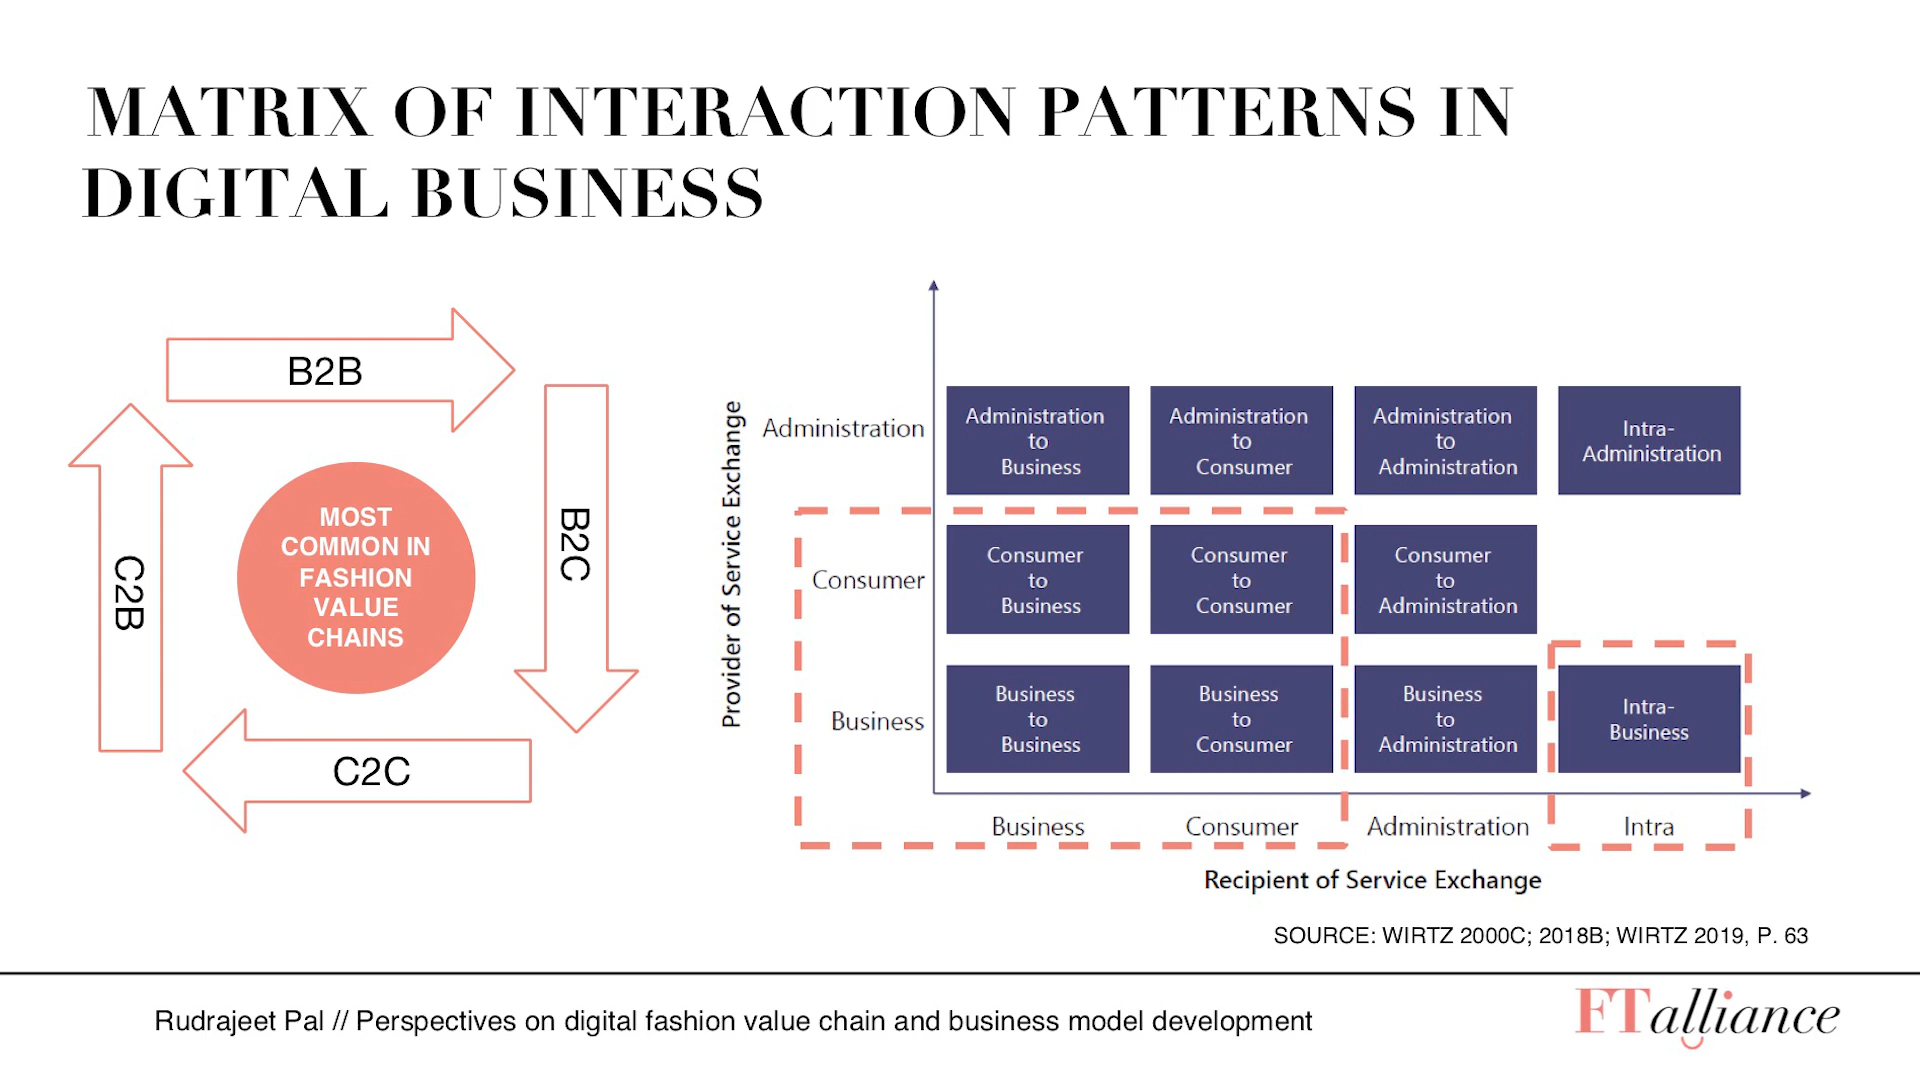 MATRIX OF INTERACTION PATTERNS IN
DIGITAL BUSINESS
B2B
B2C
C2C
C2B
MOST
COMMON IN
FASHION
VALUE
CHAINS
Provider of Service Exchange
Administration
Administration
to
Business
Administration
to
Consumer
Administration
to
Administration
Intra-
Administration
Consumer
Consumer
to
Business
Consumer
to
Consumer
Consumer
to
Administration
Business
Business
to
Business
Business
to
Consumer
Business
to
Administration
Intra-
Business
Business
Consumer
Administration
Intra
Recipient of Service Exchange
SOURCE: WIRTZ 2000C; 2018B; WIRTZ 2019, P. 63
Rudrajeet Pal // Perspectives on digital fashion value chain and business model development
FTalliance